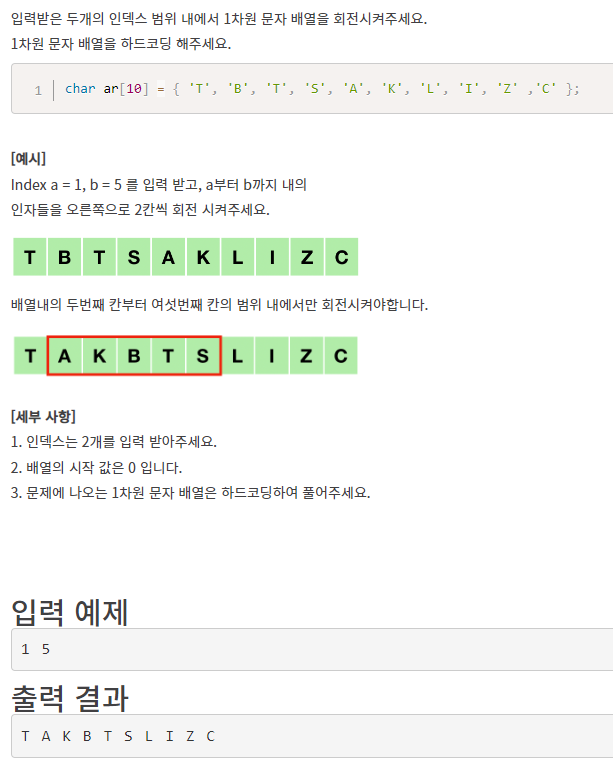 입력받은 두개의 인덱스 범위 내에서 1차원 문자 배열을 회전시켜주세요.
1차원 문자 배열을 하드코딩 해주세요.
1 char ar[10] = { 'T', 'B', 'T', 'S', 'A', 'K', 'L', 'I', 'Z' ,'C' };
[예시]
Index a = 1, b = 5 를 입력 받고, a부터 b까지 내의
인자들을 오른쪽으로 2칸씩 회전 시켜주세요.
T B T S A K L I Z C
배열내의 두번째 칸부터 여섯번째 칸의 범위 내에서만 회전시켜야합니다.
T A K B T S L I Z C
[세부 사항]
1. 인덱스는 2개를 입력 받아주세요.
2. 배열의 시작 값은 0 입니다.
3. 문제에 나오는 1차원 문자 배열은 하드코딩하여 풀어주세요.
입력 예제
1 5
출력 결과
T A K B T S L I Z C